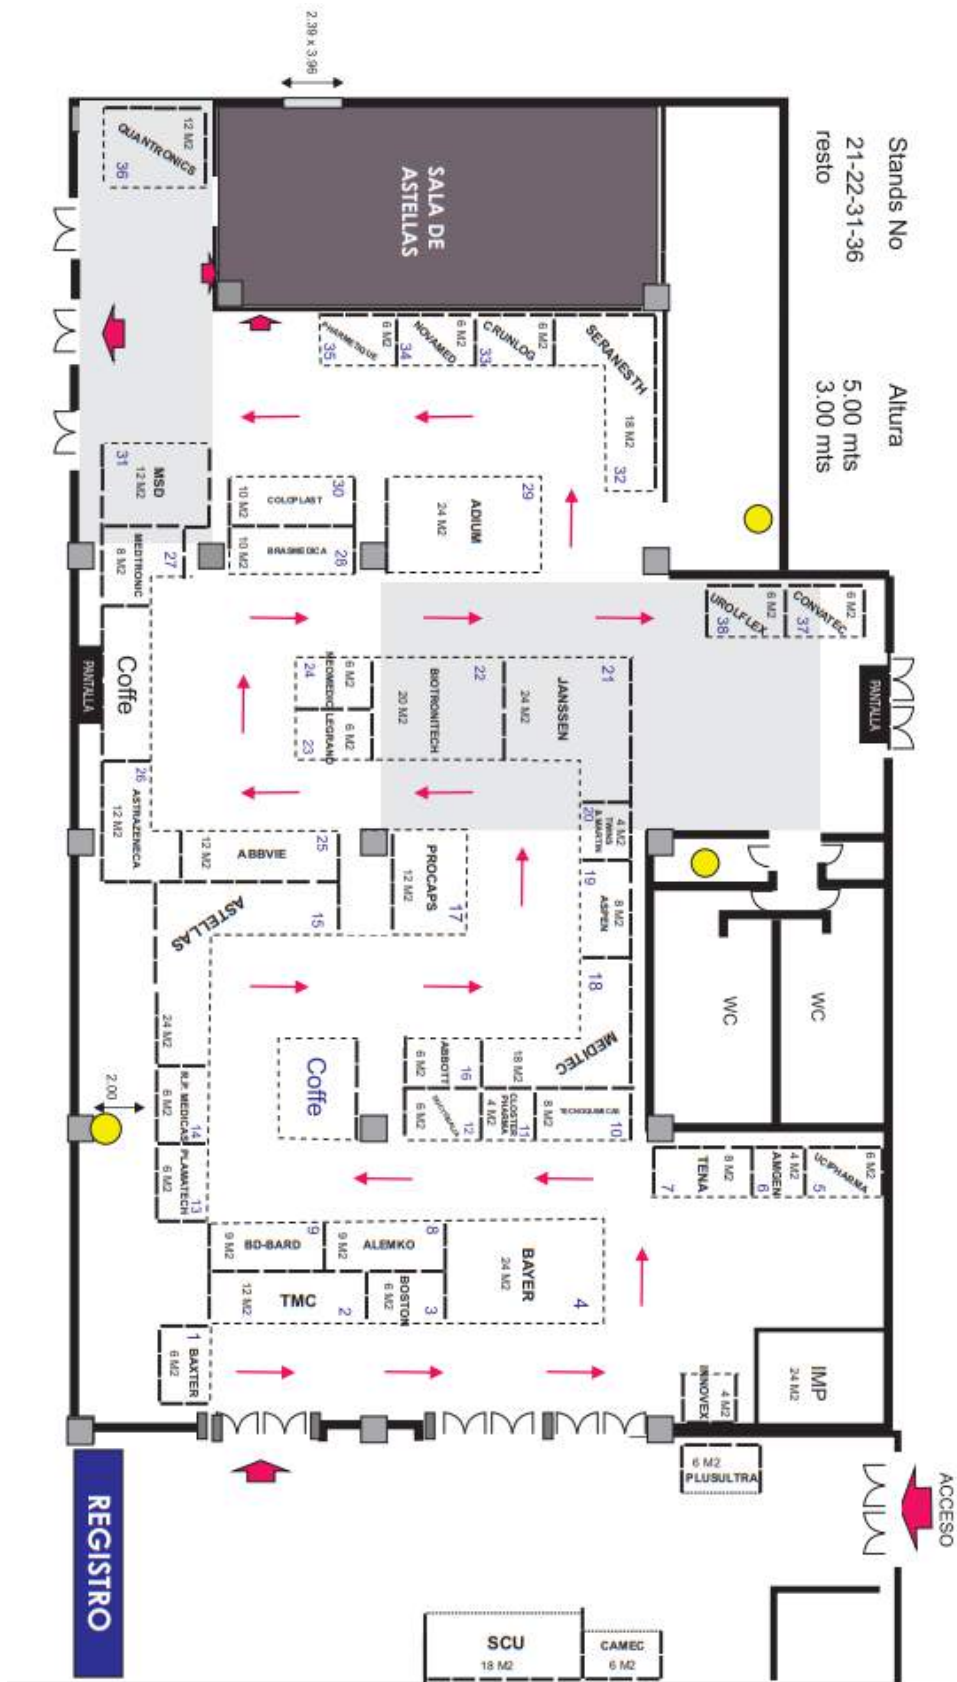 2.39 x 3.96
Stands No
21-22-31-36
resto
Altura
5.00 mts
3.00 mts
12 M2
QUANTRONICS
36
SALA DE
ASTELLAS
6 M2
PHARMETIQUE
35
6 M2
NOVAMED
34
6 M2
CRUNLOG
33
SERANESTH
18 M2
32
MSD
12 M2
31
COLOPLAST
10 M2
30
BRASMEDICA
10 M2
28
ADIUM
24 M2
29
MEDTRONIC
8 M2
27
6 M2
UROLFLEX
38
6 M2
CONVATEC
37
PANTALLA
Coffe
PANTALLA
6 M2
NEOMEDIC
24
6 M2
LEGRAND
23
BIOTRONITECH
20 M2
22
JANSSEN
24 M2
21
ASTRAZENECA
12 M2
26
ABBVIE
12 M2
25
PROCAPS
12 M2
17
4 M2
TWINS
& MARTIN
20
8 M2
ASPEN
19
ASTELLAS
15
24 M2
18
MEDITEC
18 M2
WC
WC
Coffe
ABBOTT
6 M2
16
6 M2
12
CLOSTER
PHARMA
4 M2
11
TECNOQUIMICAS
8 M2
10
2.00
R.P. MEDICAS
6 M2
14
PLAMATECH
6 M2
13
TENA
8 M2
7
4 M2
AMGEN
6
6 M2
UCIPHARMA
5
BD-BARD
9 M2
9
ALEMKO
9 M2
8
TMC
12 M2
2
BOSTON
6 M2
3
BAYER
24 M2
4
1
BAXTER
6 M2
IMP
24 M2
4 M2
INNOVEX
6 M2
PLUSULTRA
ACCESO
REGISTRO
SCU
18 M2
CAMEC
6 M2